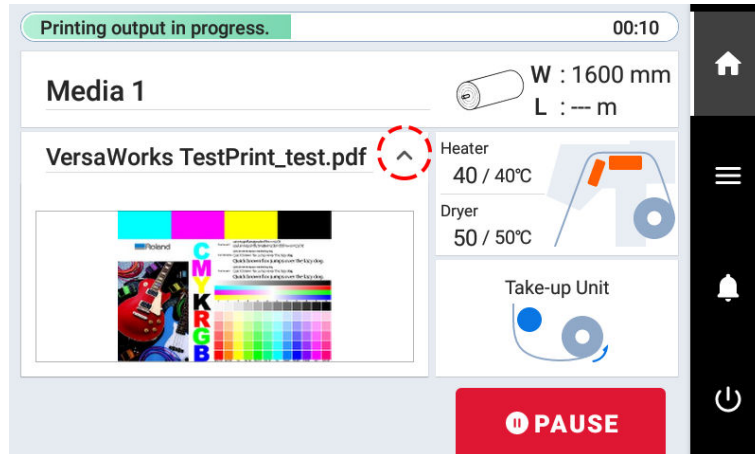 Printing output in progress.
00:10
Media 1
W : 1600 mm
L : --- m
VersaWorks TestPrint_test.pdf
Heater
40 / 40℃
Dryer
50 / 50℃
Roland
C
M
Y
K
R
G
B
Quick brown fox jumps over the lazy dog.
Quick brown fox jumps over the lazy dog.
Take-up Unit
PAUSE